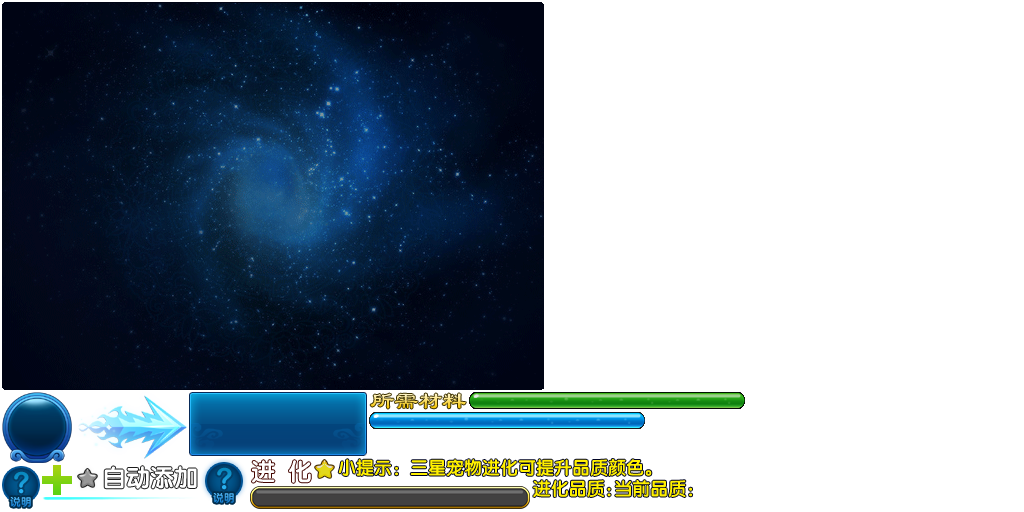 所需材料
小提示：三星宠物进化可提升品质颜色。
进 化
自动添加
?
说明
?
说明
进化品质:当前品质: